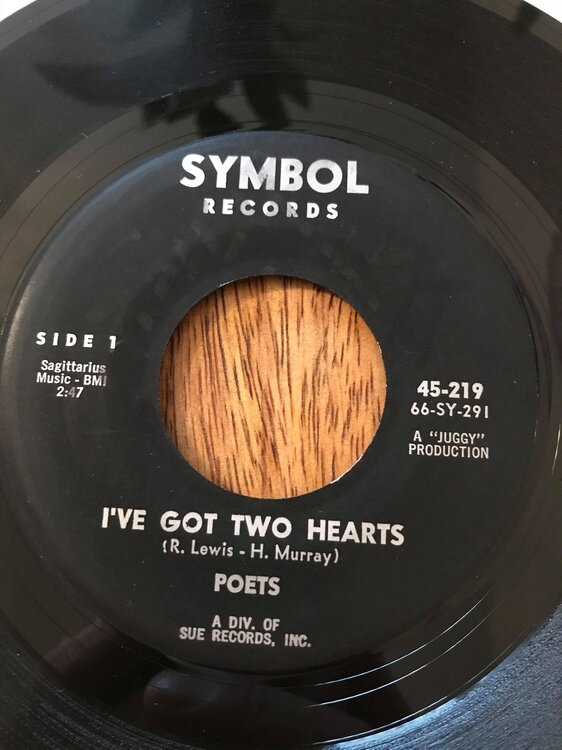 SYMBOL
RECORDS
SIDE 1
Sagittarius
Music - BMI
2:47
45-219
66-SY-291
A "JUGGY"
PRODUCTION
I'VE GOT TWO HEARTS
(R. Lewis - H. Murray)
POETS
A DIV. OF
SUE RECORDS, INC.